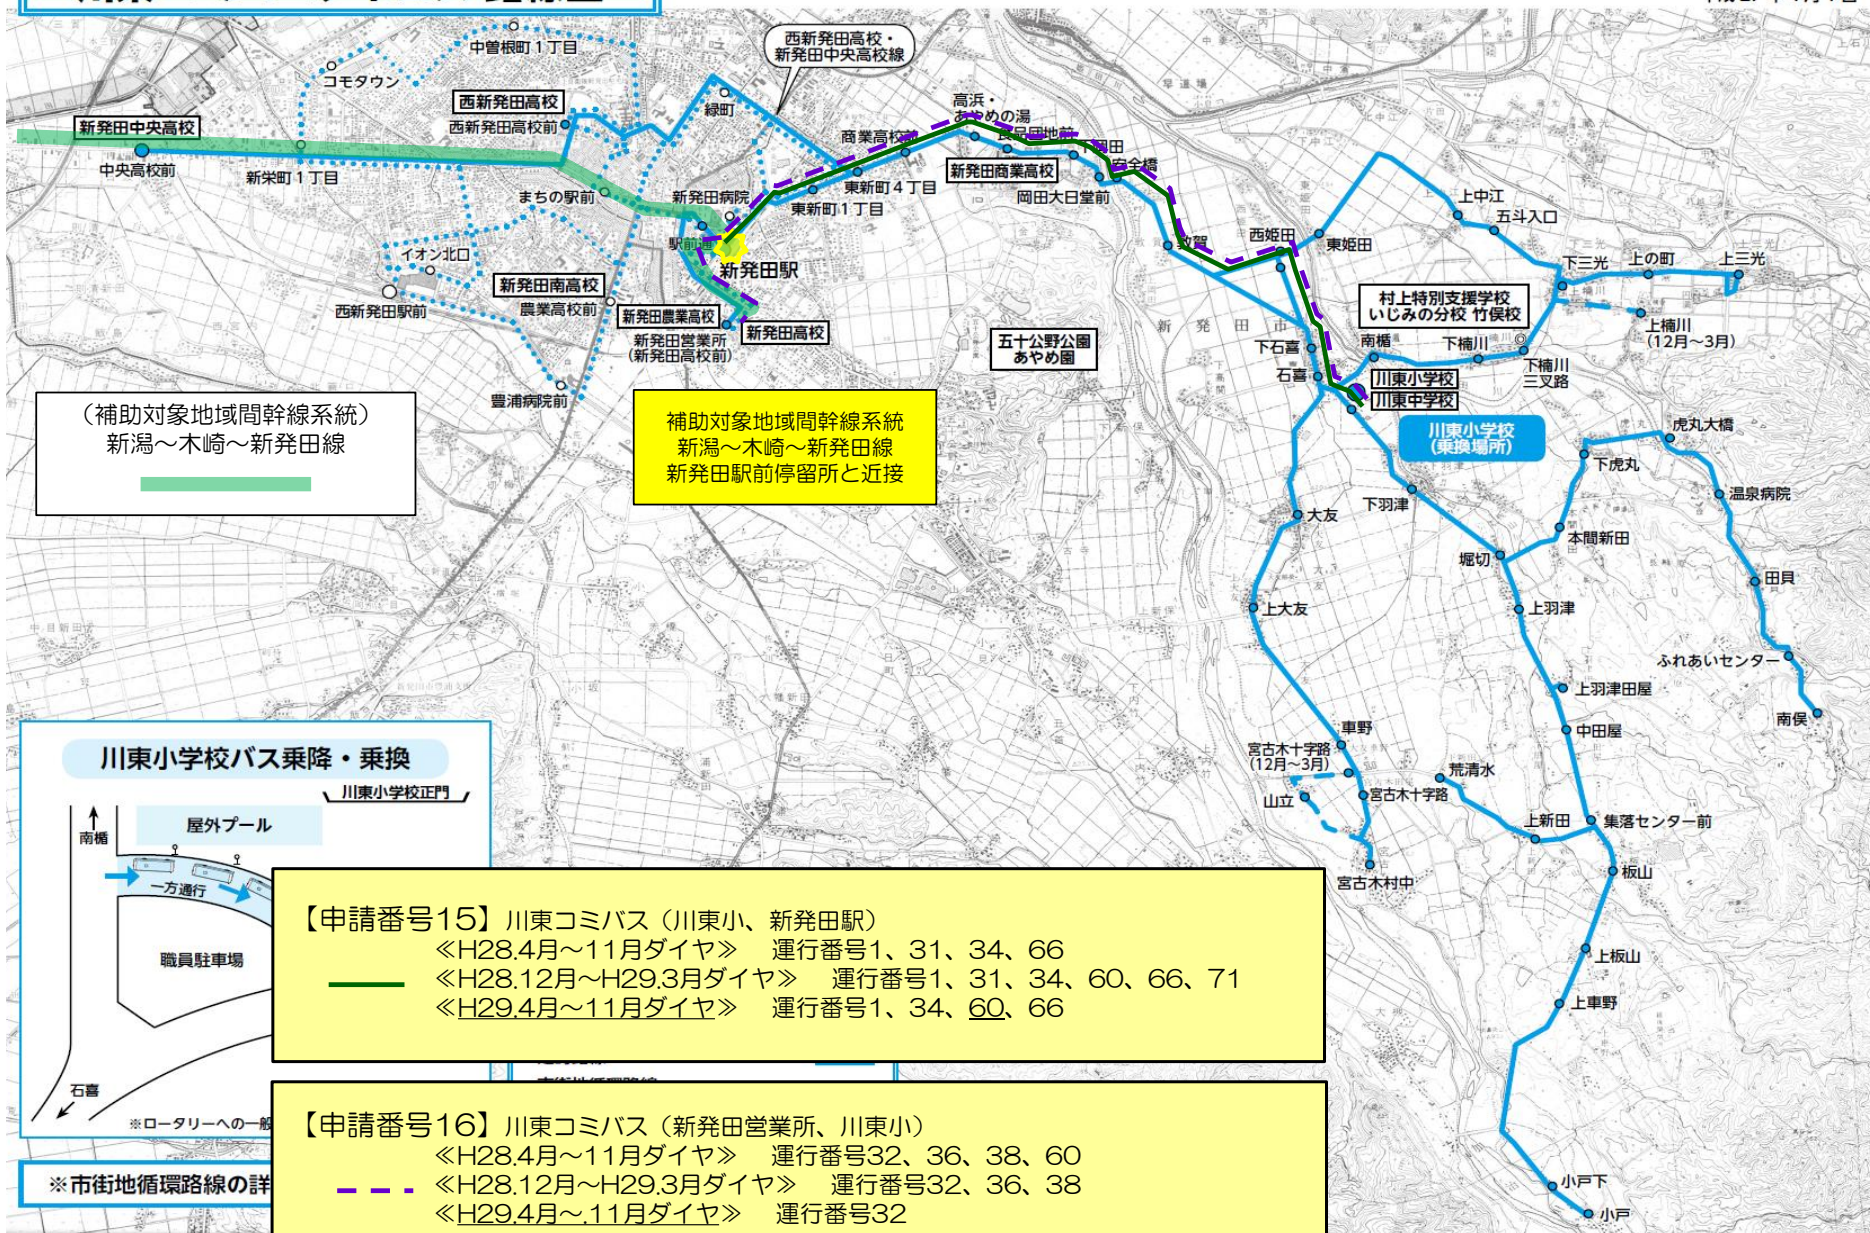 中曽根町1丁目
コモタウン
西新発田高校・
新発田中央高校線
西新発田高校
西新発田高校前
緑町
新発田中央高校
中央高校前
新栄町1丁目
まちの駅前
新発田病院
駅前通
新発田駅
商業高校前
東新町4丁目
東新町1丁目
高浜・
あやめの湯
食品団地前
新発田商業高校
下岡田
安全橋
岡田大日堂前
敦賀
西姫田
東姫田
上中江
五斗入口
下三光
上の町
上三光
上楠川
(12月～3月)
村上特別支援学校
いじみの分校 竹俣校
南楯
下楠川
下楠川
三叉路
下石喜
石喜
川東小学校
川東中学校
川東小学校
(乗換場所)
イオン北口
西新発田駅前
新発田南高校
農業高校前
新発田農業高校
新発田高校
新発田営業所
(新発田高校前)
豊浦病院前
五十公野公園
あやめ園
新発田市
(補助対象地域間幹線系統)
新潟～木崎～新発田線
補助対象地域間幹線系統
新潟～木崎～新発田線
新発田駅前停留所と近接
虎丸大橋
下虎丸
温泉病院
本間新田
田貝
ふれあいセンター
南俣
下羽津
堀切
上羽津
上羽津田屋
中田屋
大友
上大友
車野
宮古木十字路
(12月～3月)
山立
宮古木十字路
宮古木村中
荒清水
上新田
集落センター前
板山
上板山
上車野
小戸下
小戸
川東小学校バス乗降・乗換
川東小学校正門
屋外プール
南楯
一方通行
職員駐車場
石喜
※ロータリーへの一般
※市街地循環路線の詳
【申請番号15】川東コミバス（川東小、新発田駅）
≪H28.4月～11月ダイヤ≫ 運行番号1、31、34、66
≪H28.12月～H29.3月ダイヤ≫ 運行番号1、31、34、60、66、71
≪H29.4月～11月ダイヤ≫ 運行番号1、34、60、66
【申請番号16】川東コミバス（新発田営業所、川東小）
≪H28.4月～11月ダイヤ≫ 運行番号32、36、38、60
≪H28.12月～H29.3月ダイヤ≫ 運行番号32、36、38
≪H29.4月～.11月ダイヤ≫ 運行番号32